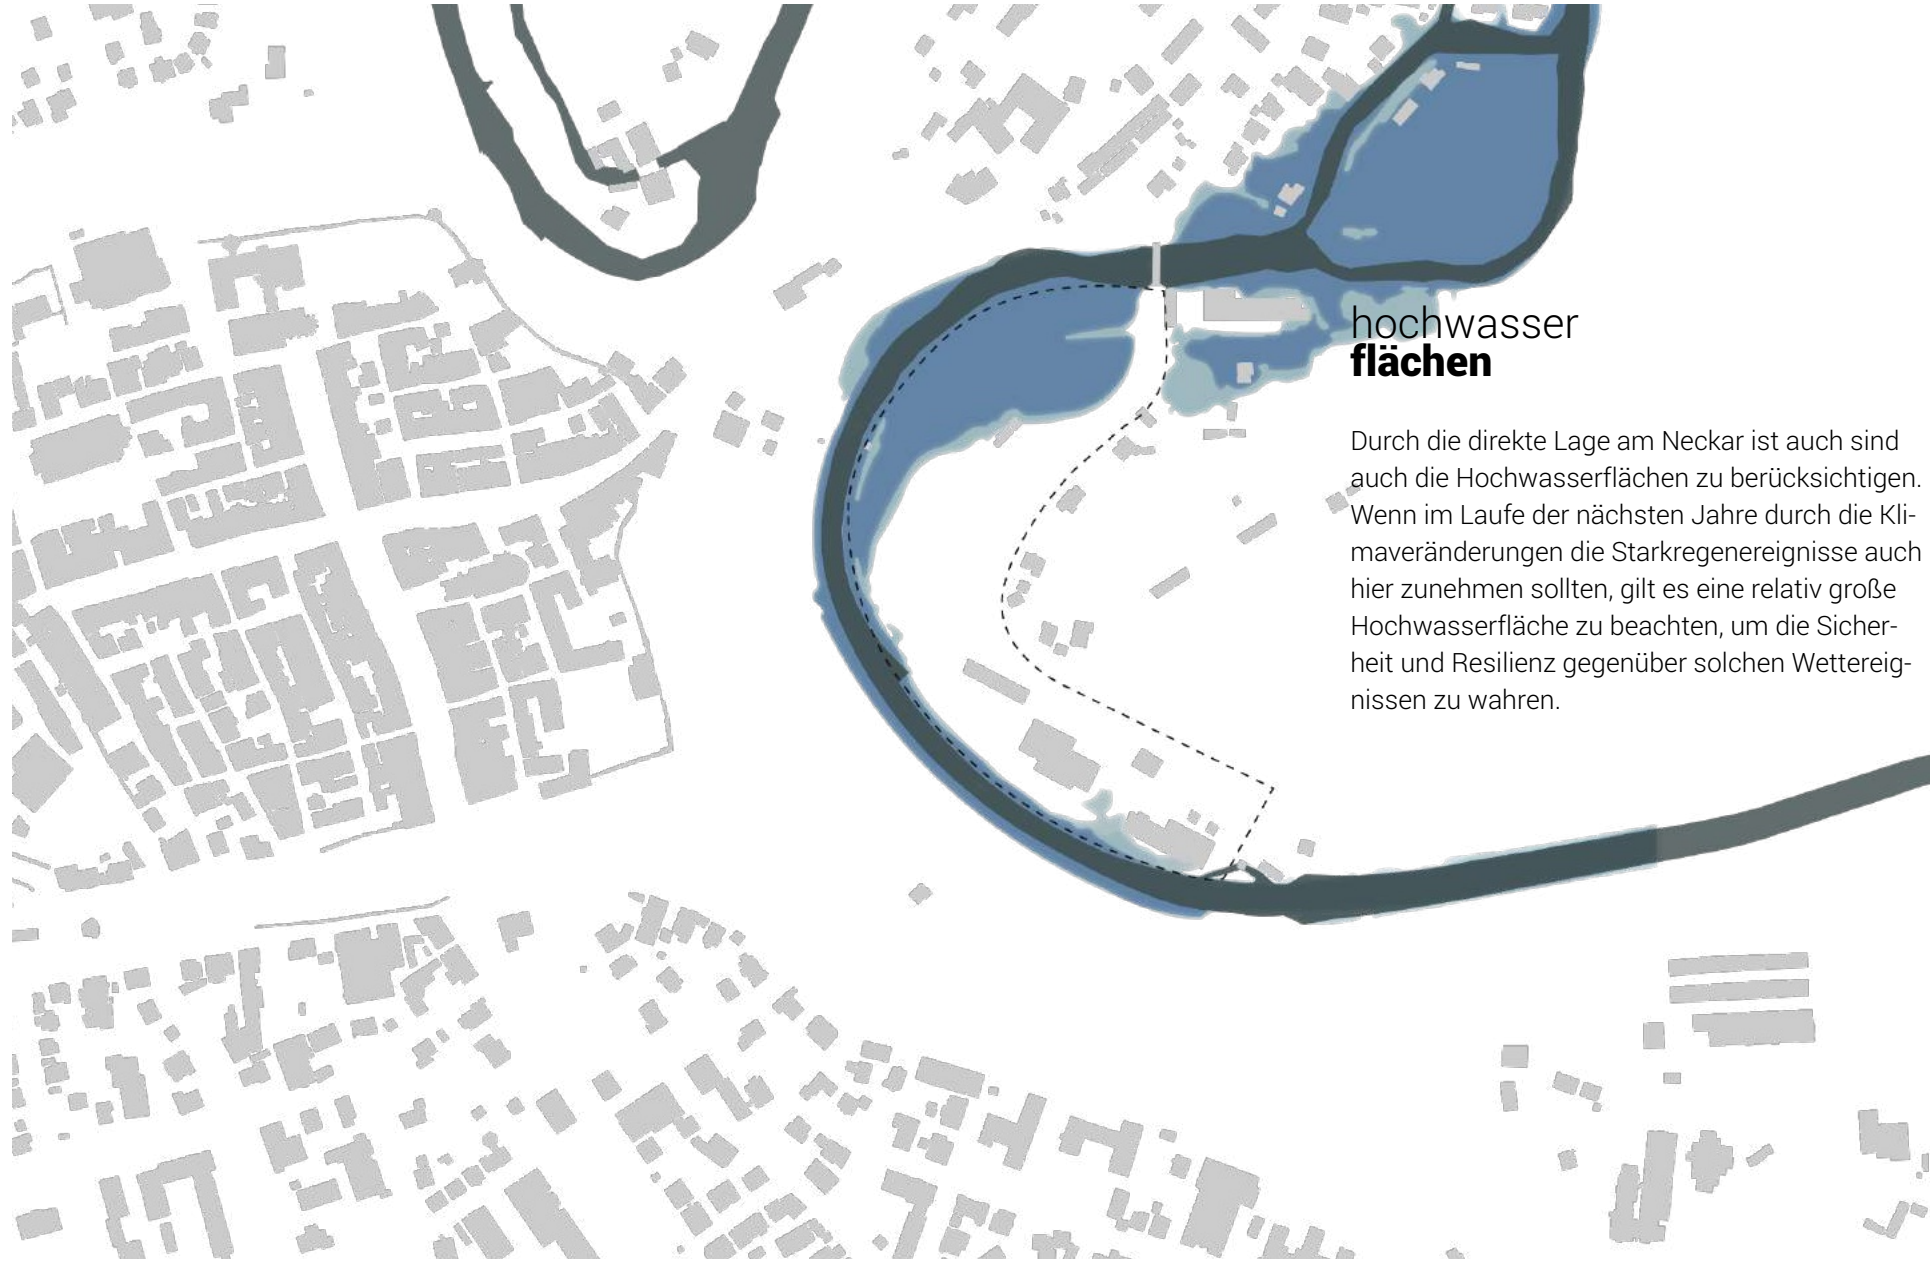 hochwasser
flächen
Durch die direkte Lage am Neckar ist auch sind
auch die Hochwasserflächen zu berücksichtigen.
Wenn im Laufe der nächsten Jahre durch die Kli-
maveränderungen die Starkregenereignisse auch
hier zunehmen sollten, gilt es eine relativ große
Hochwasserfläche zu beachten, um die Sicher-
heit und Resilienz gegenüber solchen Wettereig-
nissen zu wahren.